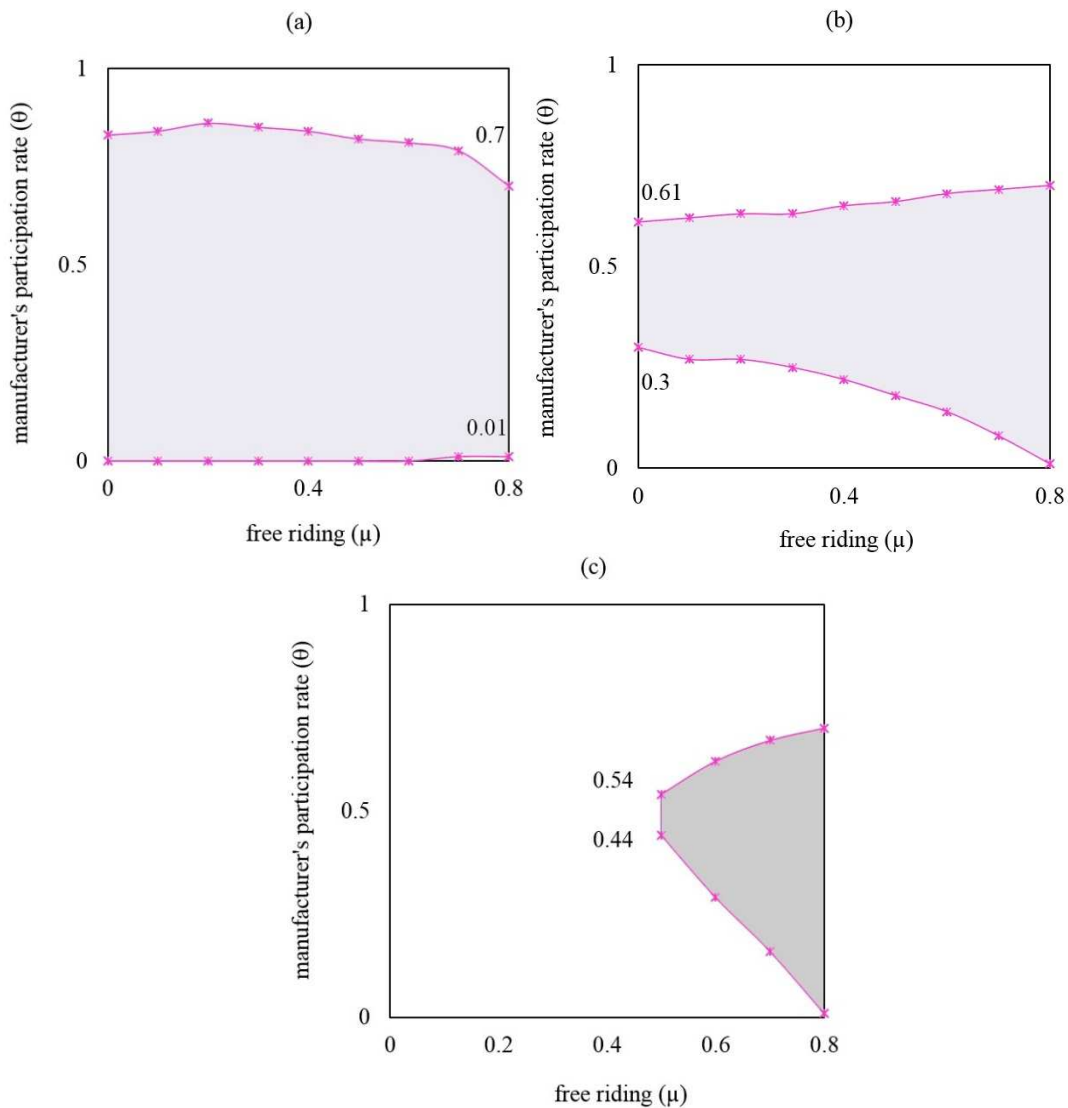 (a)
1
manufacturer's participation rate (θ)
0.7
0.5
0.01
0
0
0.4
0.8
free riding (μ)
(b)
1
manufacturer's participation rate (θ)
0.61
0.5
0.3
0
0
0.4
0.8
free riding (μ)
(c)
1
manufacturer's participation rate (θ)
0.54
0.5
0.44
0
0
0.2
0.4
0.6
0.8
free riding (μ)